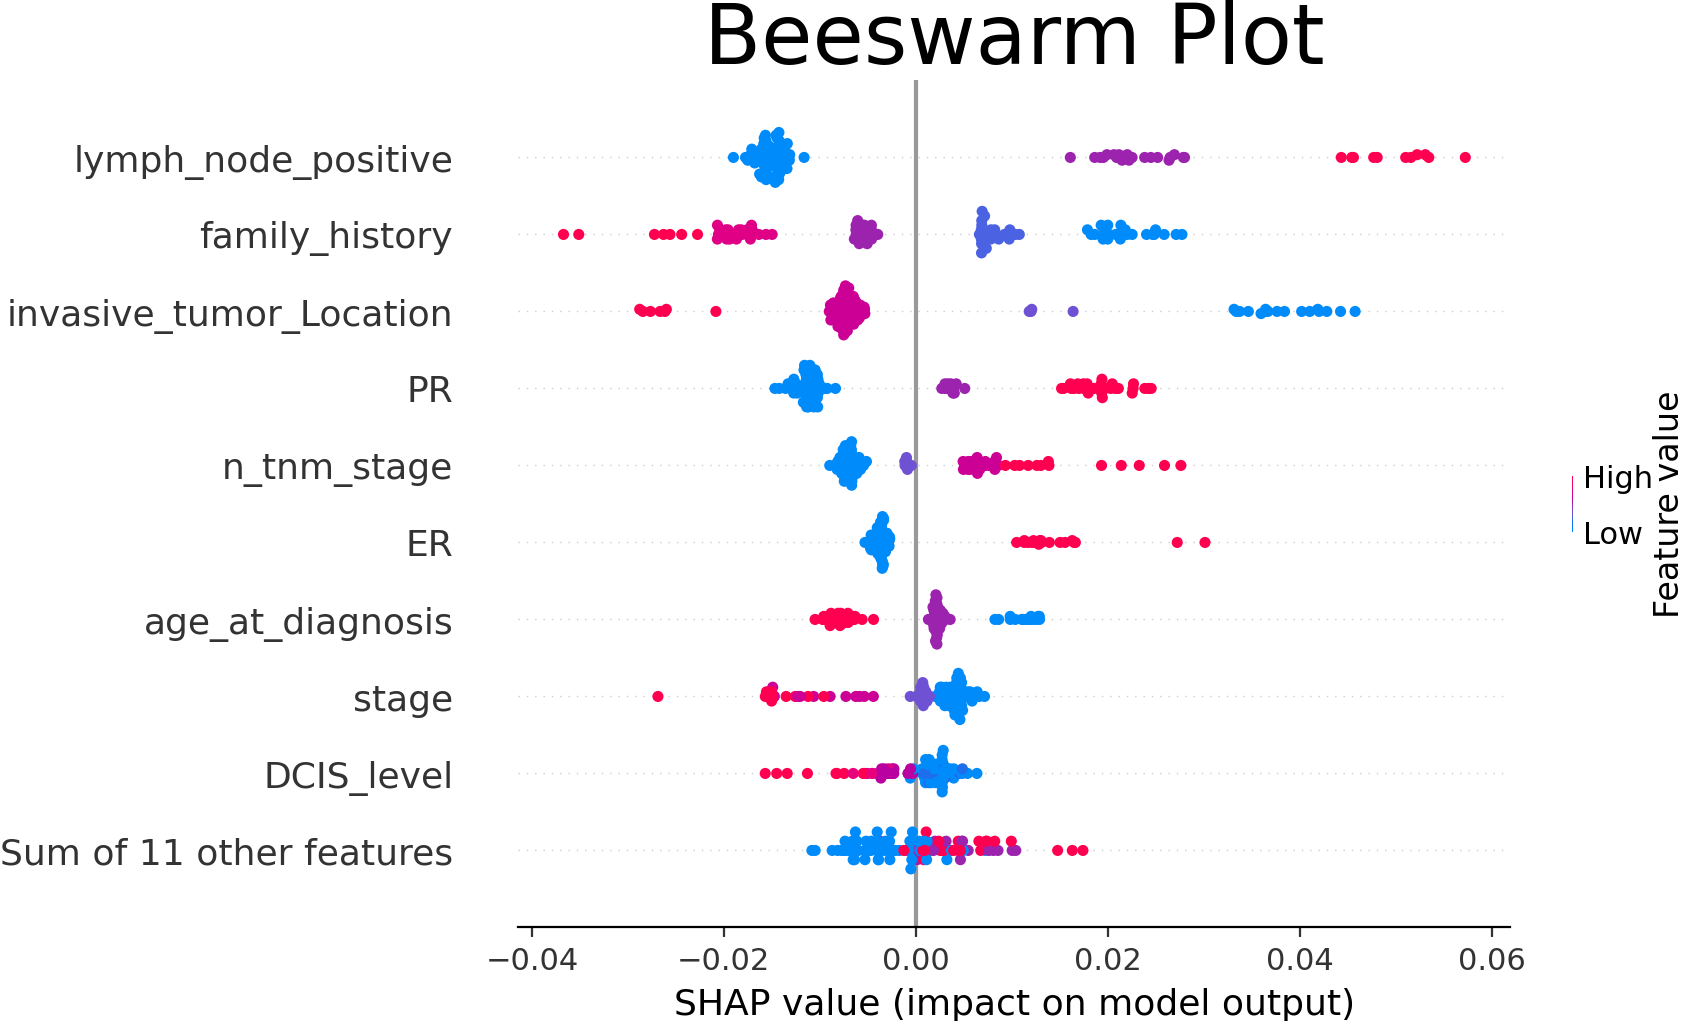 Beeswarm Plot
lymph_node_positive
family_history
invasive_tumor_Location
PR
n_tnm_stage
ER
age_at_diagnosis
stage
DCIS_level
Sum of 11 other features
High
Low
Feature value
−0.04 −0.02 0.00 0.02 0.04 0.06
SHAP value (impact on model output)